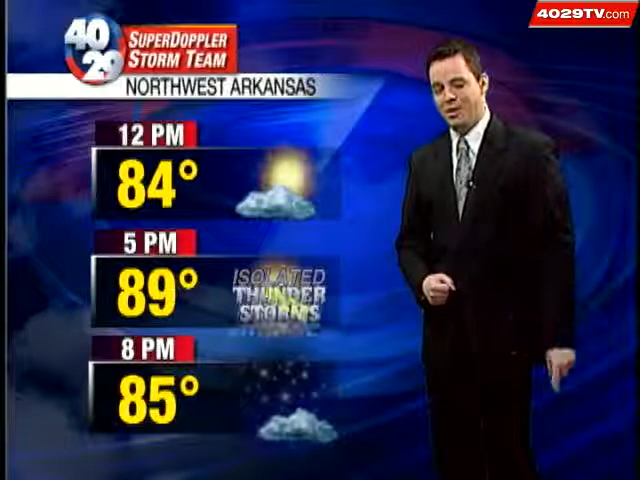 4029TV.com
40
29
SUPERDOPPLER
STORM TEAM
NORTHWEST ARKANSAS
12 PM
84°
5 PM
89°
ISOLATED
THUNDER
STORMS
8 PM
85°